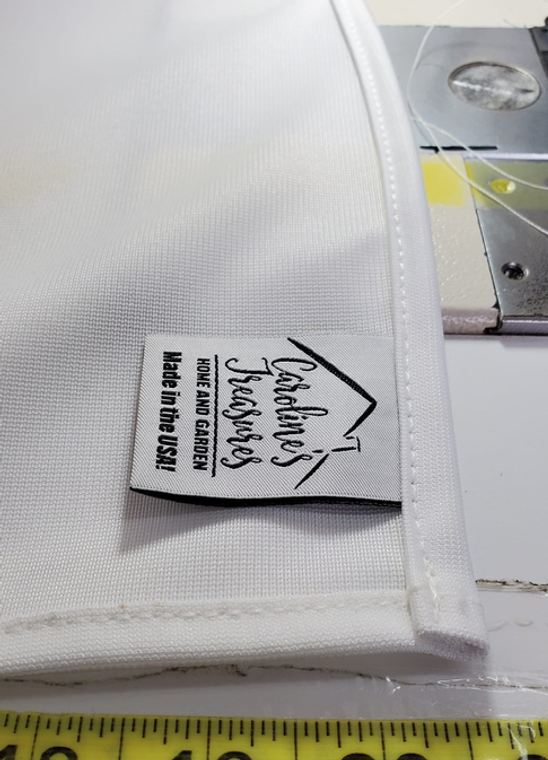 Caroline's
Treasures
HOME AND GARDEN
Made in the USA!